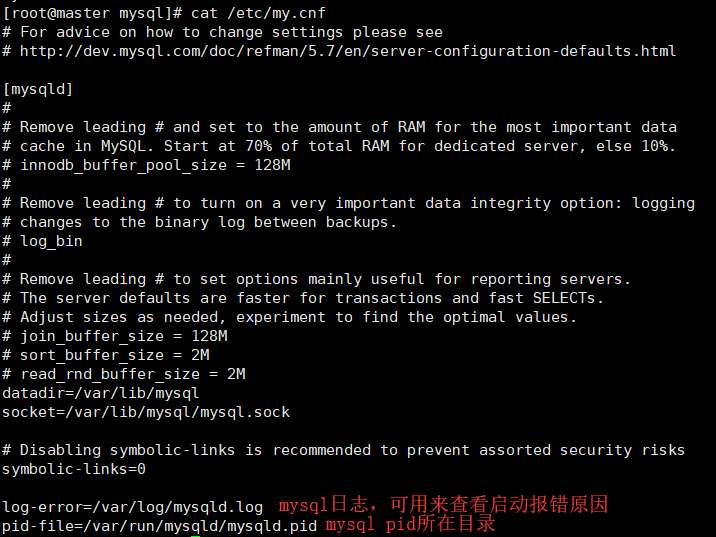 [root@master mysql]# cat /etc/my.cnf
# For advice on how to change settings please see
# http://dev.mysql.com/doc/refman/5.7/en/server-configuration-defaults.html
[mysqld]
#
# Remove leading # and set to the amount of RAM for the most important data
# cache in MySQL. Start at 70% of total RAM for dedicated server, else 10%.
# innodb_buffer_pool_size = 128M
#
# Remove leading # to turn on a very important data integrity option: logging
# changes to the binary log between backups.
# log_bin
#
# Remove leading # to set options mainly useful for reporting servers.
# The server defaults are faster for transactions and fast SELECTs.
# Adjust sizes as needed, experiment to find the optimal values.
# join_buffer_size = 128M
# sort_buffer_size = 2M
# read_rnd_buffer_size = 2M
datadir=/var/lib/mysql
socket=/var/lib/mysql/mysql.sock
# Disabling symbolic-links is recommended to prevent assorted security risks
symbolic-links=0
log-error=/var/log/mysqld.log mysql日志，可用来查看启动报错原因
pid-file=/var/run/mysqld/mysqld.pid mysql pid所在目录